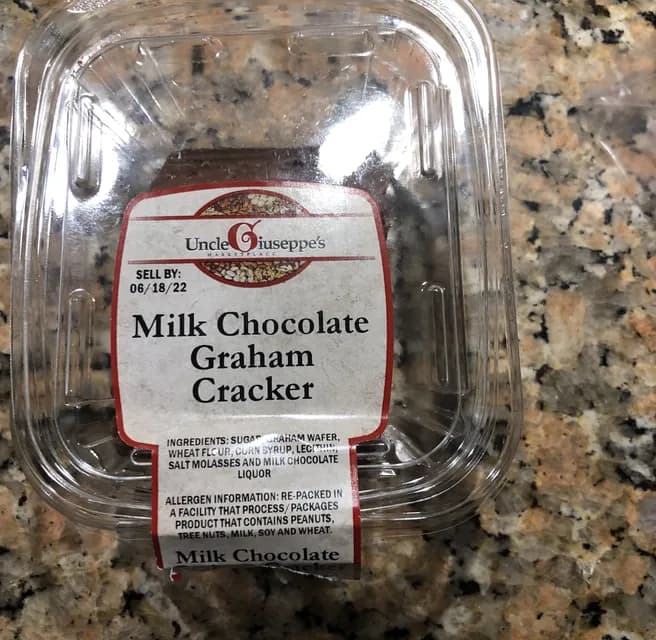 Uncle Giuseppe's
MARKETPLACE
SELL BY:
06/18/22
Milk Chocolate
Graham
Cracker
INGREDIENTS: SUGAR, GRAHAM WAFER,
WHEAT FLOUR, CORN SYRUP, LECITHIN,
SALT MOLASSES AND MILK CHOCOLATE
LIQUOR
ALLERGEN INFORMATION: RE-PACKED IN
A FACILITY THAT PROCESS/PACKAGES
PRODUCT THAT CONTAINS PEANUTS,
TREE NUTS, MILK, SOY AND WHEAT.
Milk Chocolate